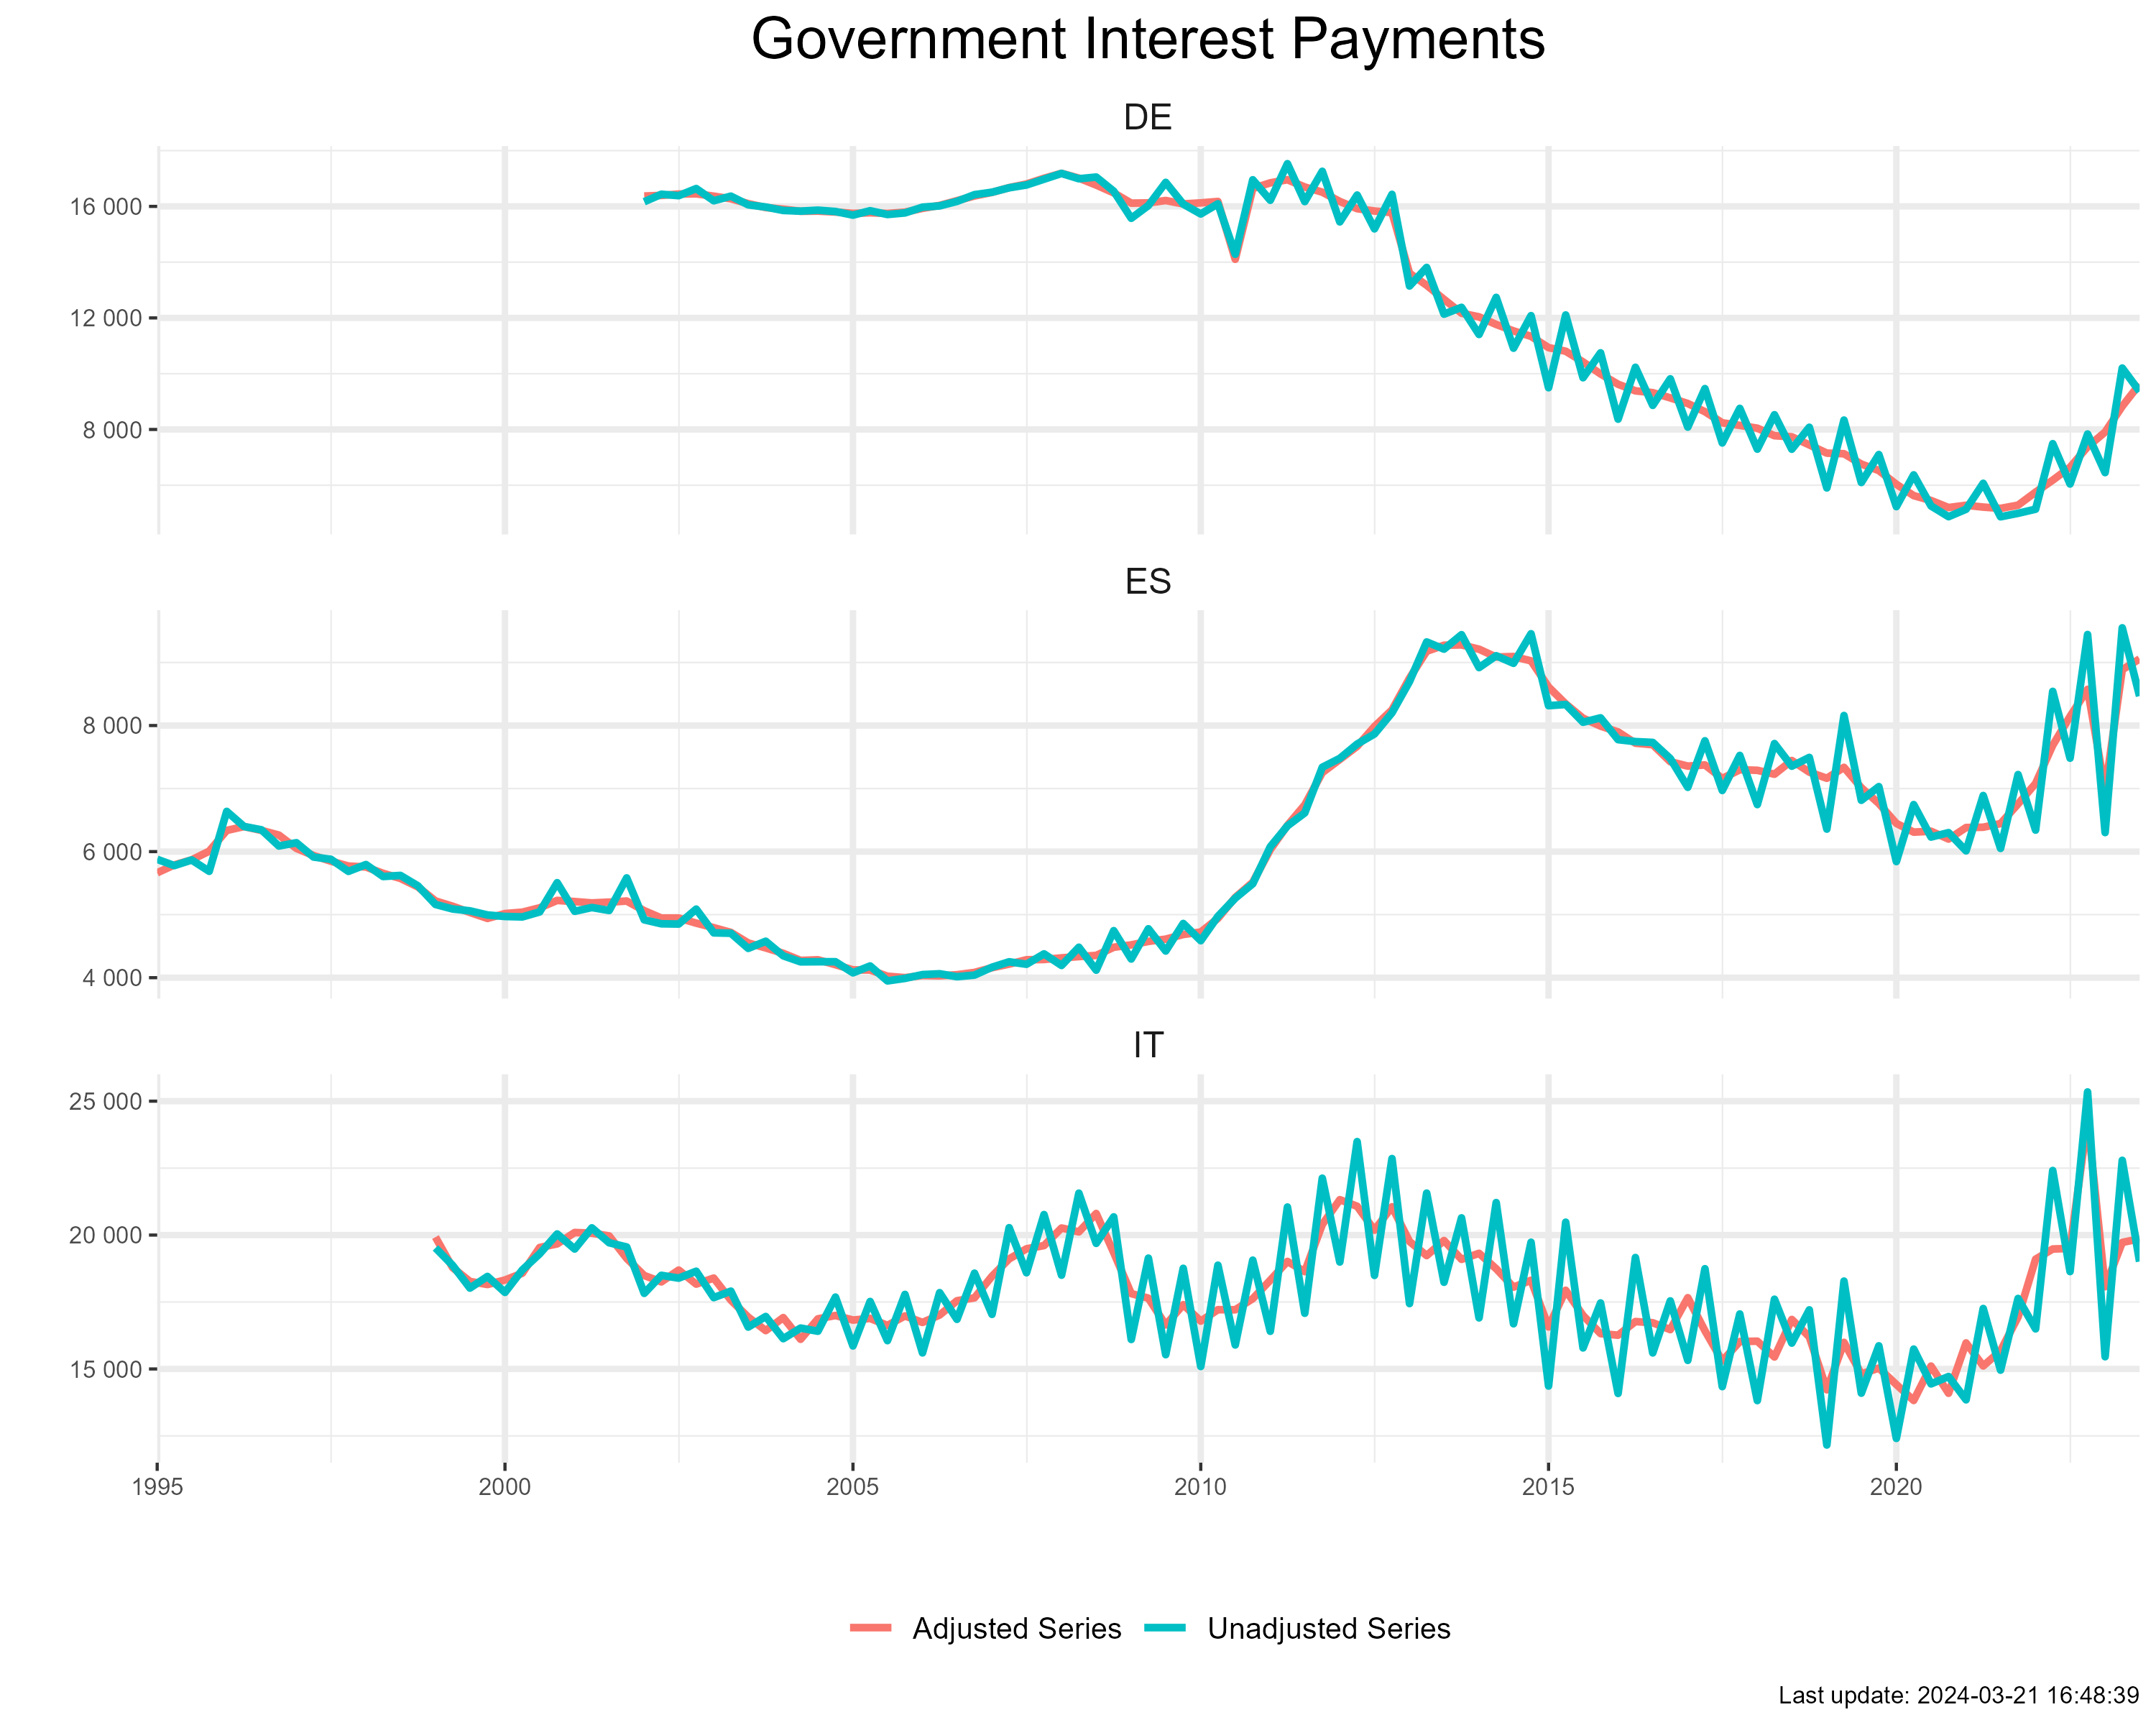 Government Interest Payments
DE
16 000
12 000
8 000
ES
8 000
6 000
4 000
IT
25 000
20 000
15 000
1995 2000 2005 2010 2015 2020
Adjusted Series Unadjusted Series
Last update: 2024-03-21 16:48:39